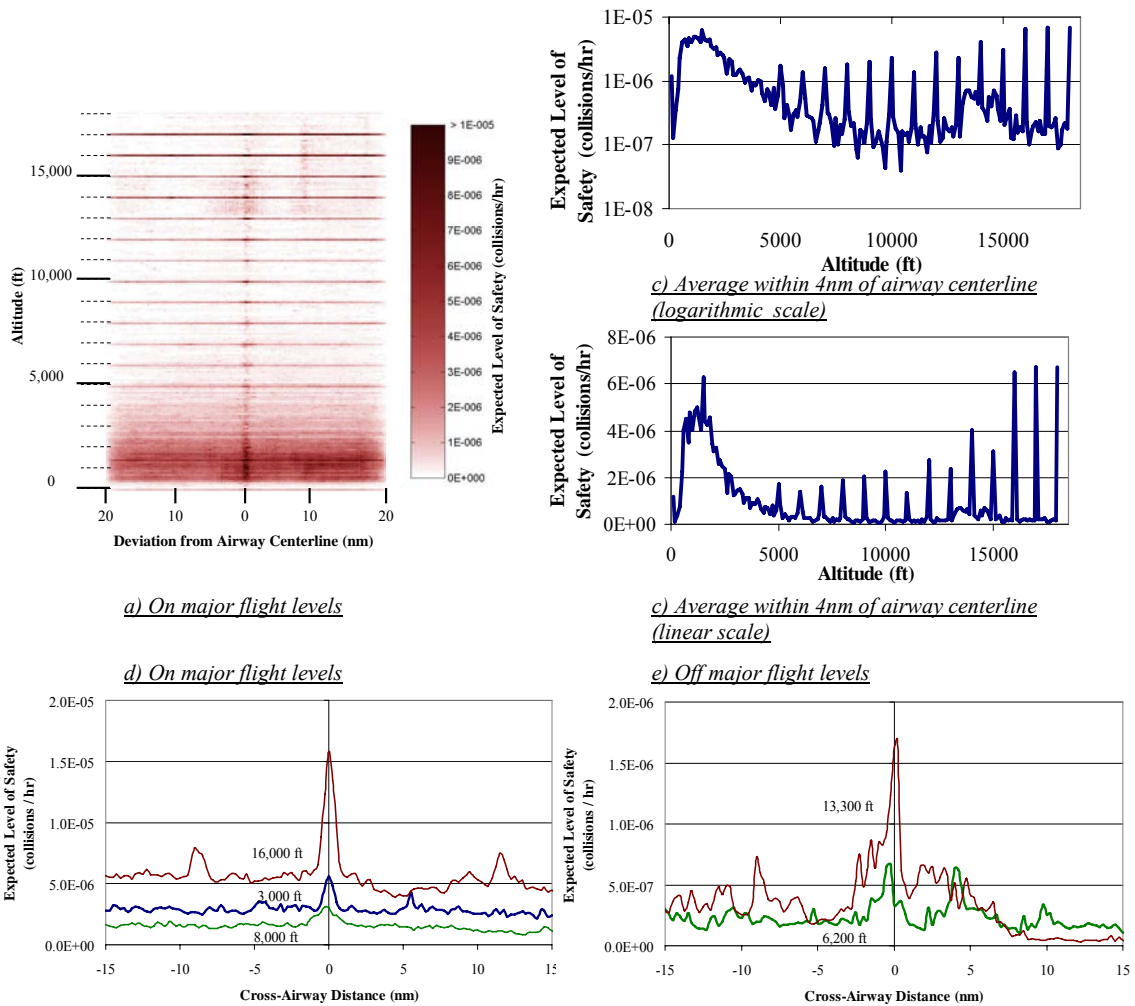 15,000
10,000
5,000
0
Altitude (ft)
20 10 0 10 20
Deviation from Airway Centerline (nm)
> 1E-005
9E-006
8E-006
7E-006
6E-006
5E-006
4E-006
3E-006
2E-006
1E-006
0E+000
Expected Level of Safety (collisions/hr)
a) On major flight levels
Expected Level of
Safety (collisions/hr)
1E-05
1E-06
1E-07
1E-08
0 5000 10000 15000
Altitude (ft)
c) Average within 4nm of airway centerline
(logarithmic scale)
Expected Level of
Safety (collisions/hr)
8E-06
6E-06
4E-06
2E-06
0E+00
0 5000 10000 15000
Altitude (ft)
c) Average within 4nm of airway centerline
(linear scale)
d) On major flight levels
Expected Level of Safety
(collisions / hr)
2.0E-05
1.5E-05
1.0E-05
5.0E-06
0.0E+00
16,000 ft
3,000 ft
8,000 ft
-15 -10 -5 0 5 10 15
Cross-Airway Distance (nm)
e) Off major flight levels
Expected Level of Safety
(collisions / hr)
2.0E-06
1.5E-06
1.0E-06
5.0E-07
0.0E+00
13,300 ft
6,200 ft
-15 -10 -5 0 5 10 15
Cross-Airway Distance (nm)